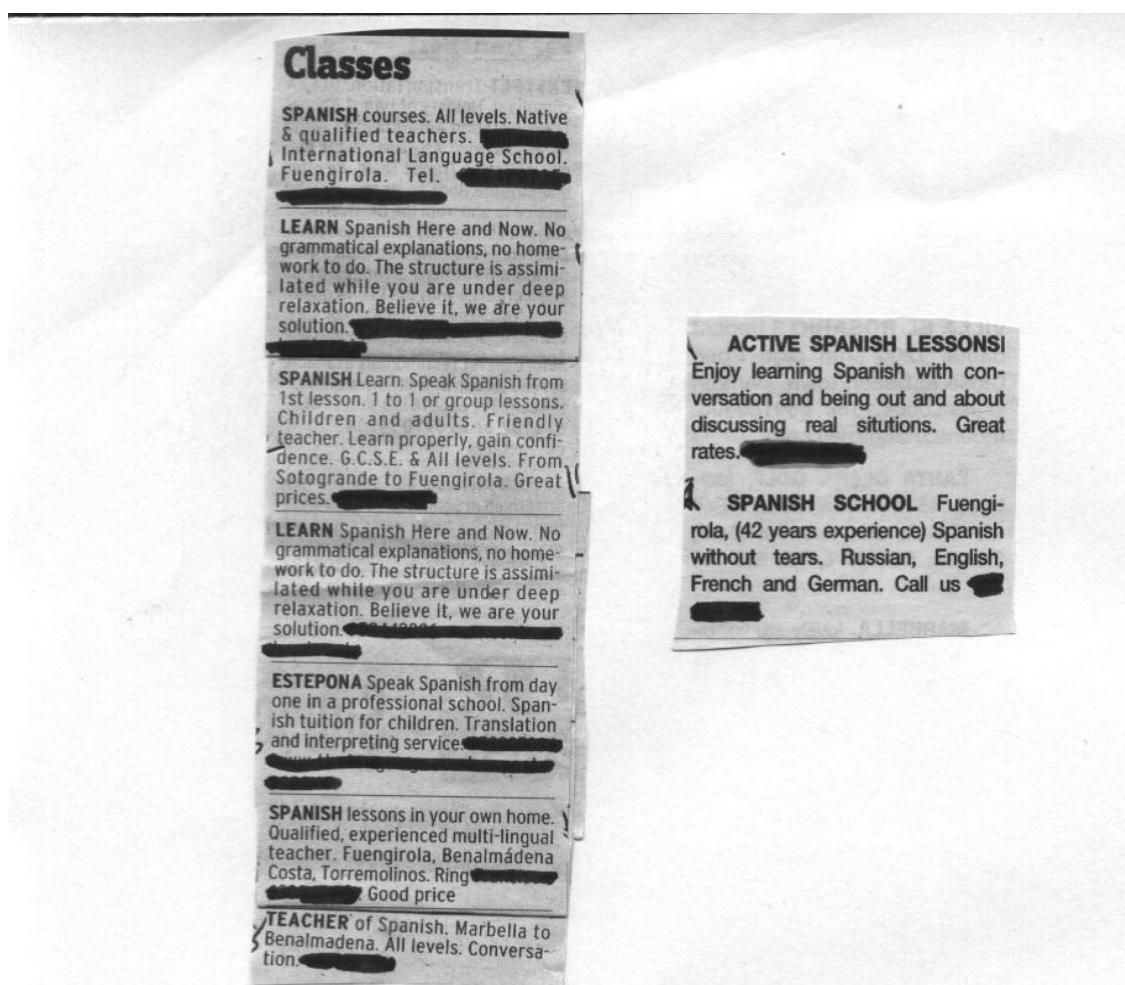 Classes
SPANISH courses. All levels. Native
& qualified teachers.
International Language School.
Fuengirola. Tel.
LEARN Spanish Here and Now. No
grammatical explanations, no home-
work to do. The structure is assimi-
lated while you are under deep
relaxation. Believe it, we are your
solution.
SPANISH Learn. Speak Spanish from
1st lesson. 1 to 1 or group lessons.
Children and adults. Friendly
teacher. Learn properly, gain confi-
dence. G.C.S.E. & All levels. From
Sotogrande to Fuengirola. Great
prices.
LEARN Spanish Here and Now. No
grammatical explanations, no home-
work to do. The structure is assimi-
lated while you are under deep
relaxation. Believe it, we are your
solution.
ESTEPONA Speak Spanish from day
one in a professional school. Span-
ish tuition for children. Translation
and interpreting service
SPANISH lessons in your own home.
Qualified, experienced multi-lingual
teacher. Fuengirola, Benalmádena
Costa, Torremolinos. Ring
Good price
TEACHER of Spanish. Marbella to
Benalmadena. All levels. Conversa-
tion.
ACTIVE SPANISH LESSONS!
Enjoy learning Spanish with con-
versation and being out and about
discussing real situtions. Great
rates.
SPANISH SCHOOL Fuengi-
rola, (42 years experience) Spanish
without tears. Russian, English,
French and German. Call us